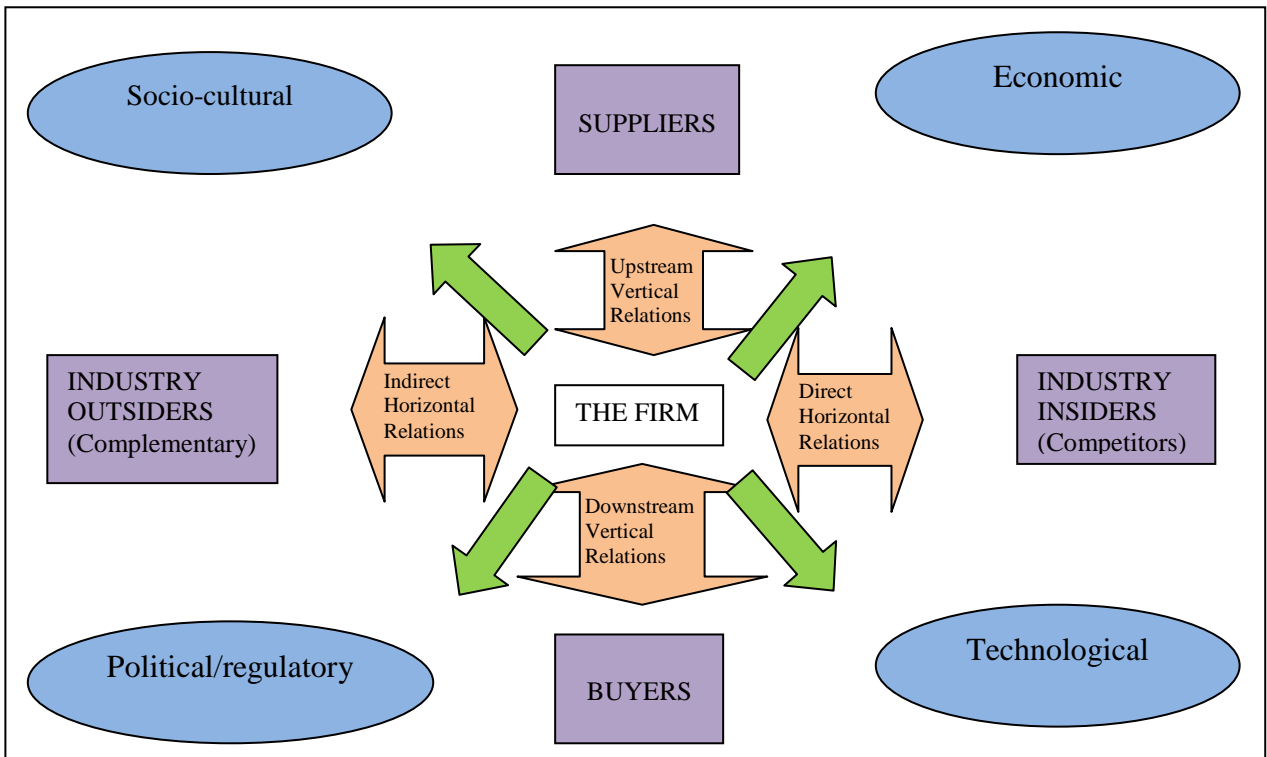 Socio-cultural
SUPPLIERS
Economic
Upstream
Vertical
Relations
INDUSTRY
OUTSIDERS
(Complementary)
Indirect
Horizontal
Relations
THE FIRM
Direct
Horizontal
Relations
INDUSTRY
INSIDERS
(Competitors)
Downstream
Vertical
Relations
Political/regulatory
BUYERS
Technological